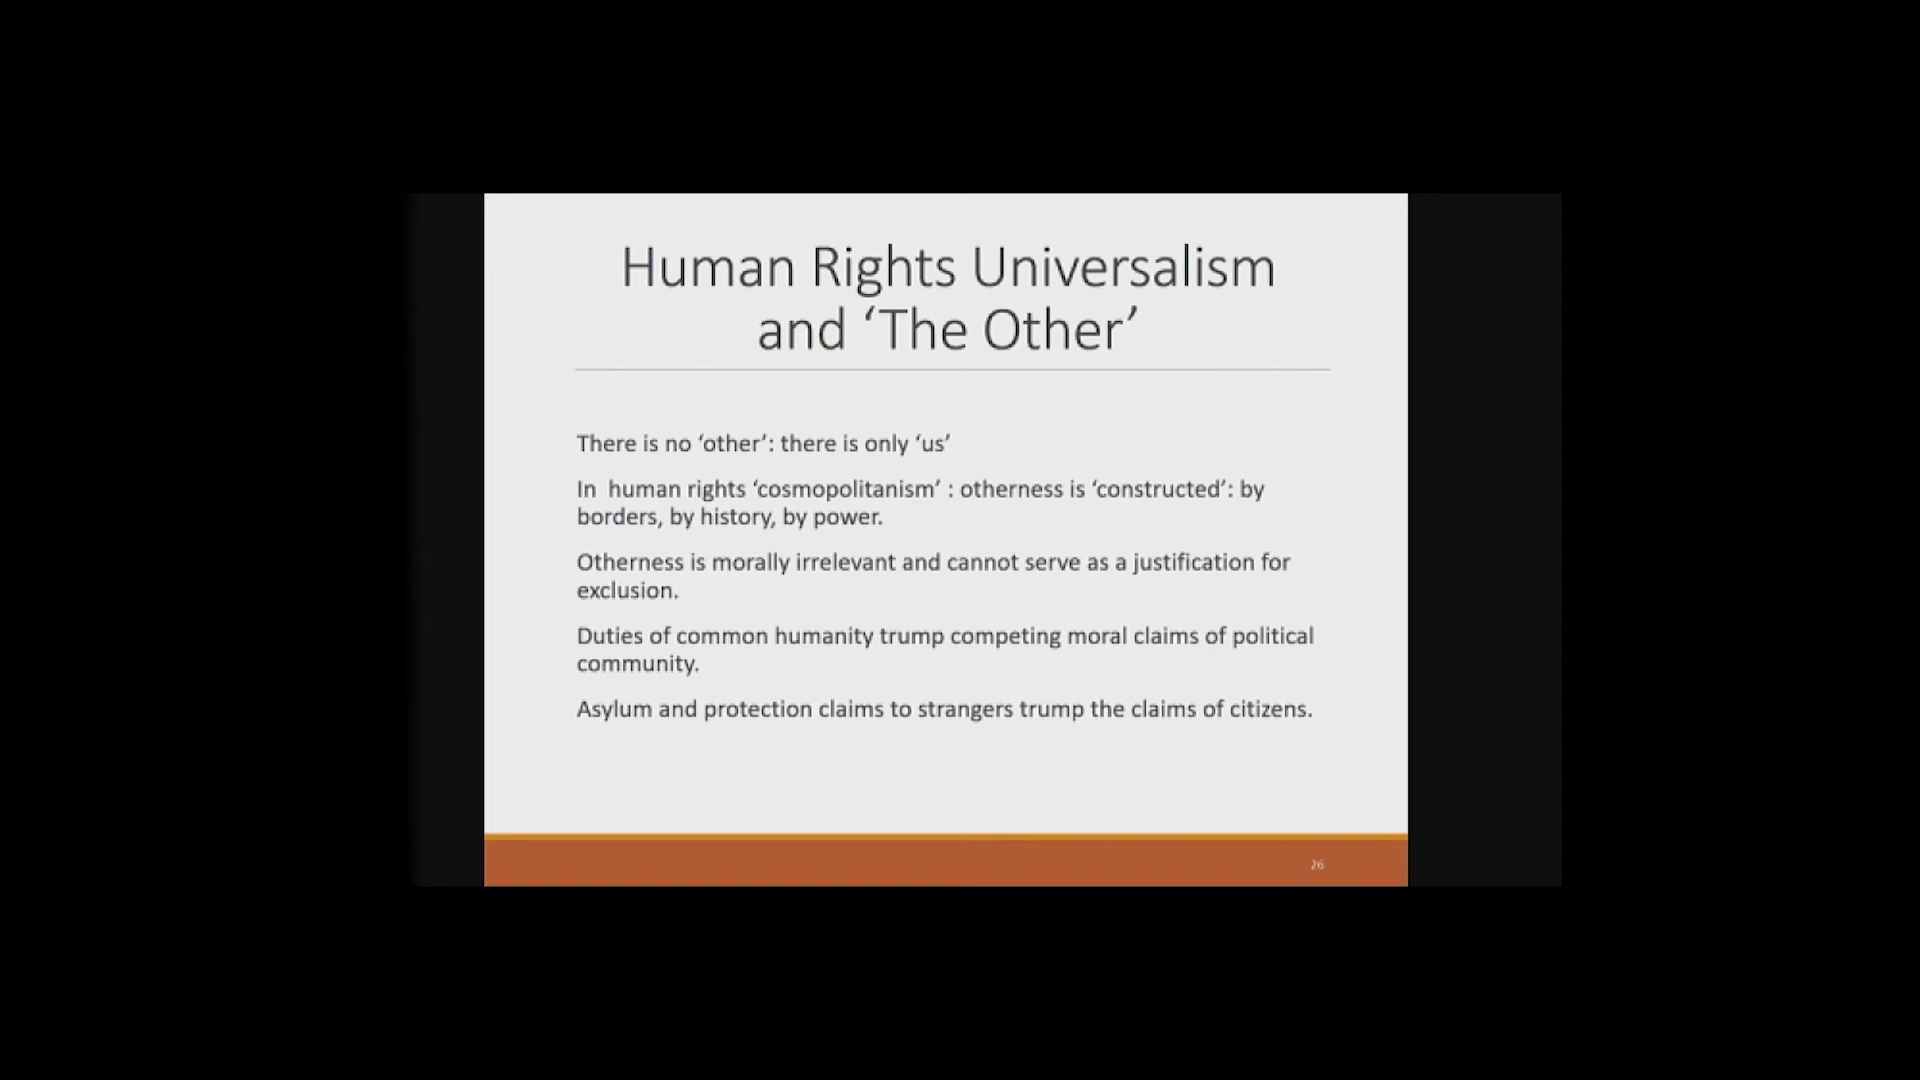 Human Rights Universalism
and ‘The Other’
There is no ‘other’: there is only ‘us’
In  human rights ‘cosmopolitanism’ : otherness is ‘constructed’: by
borders, by history, by power.
Otherness is morally irrelevant and cannot serve as a justification for
exclusion.
Duties of common humanity trump competing moral claims of political
community.
Asylum and protection claims to strangers trump the claims of citizens.
26